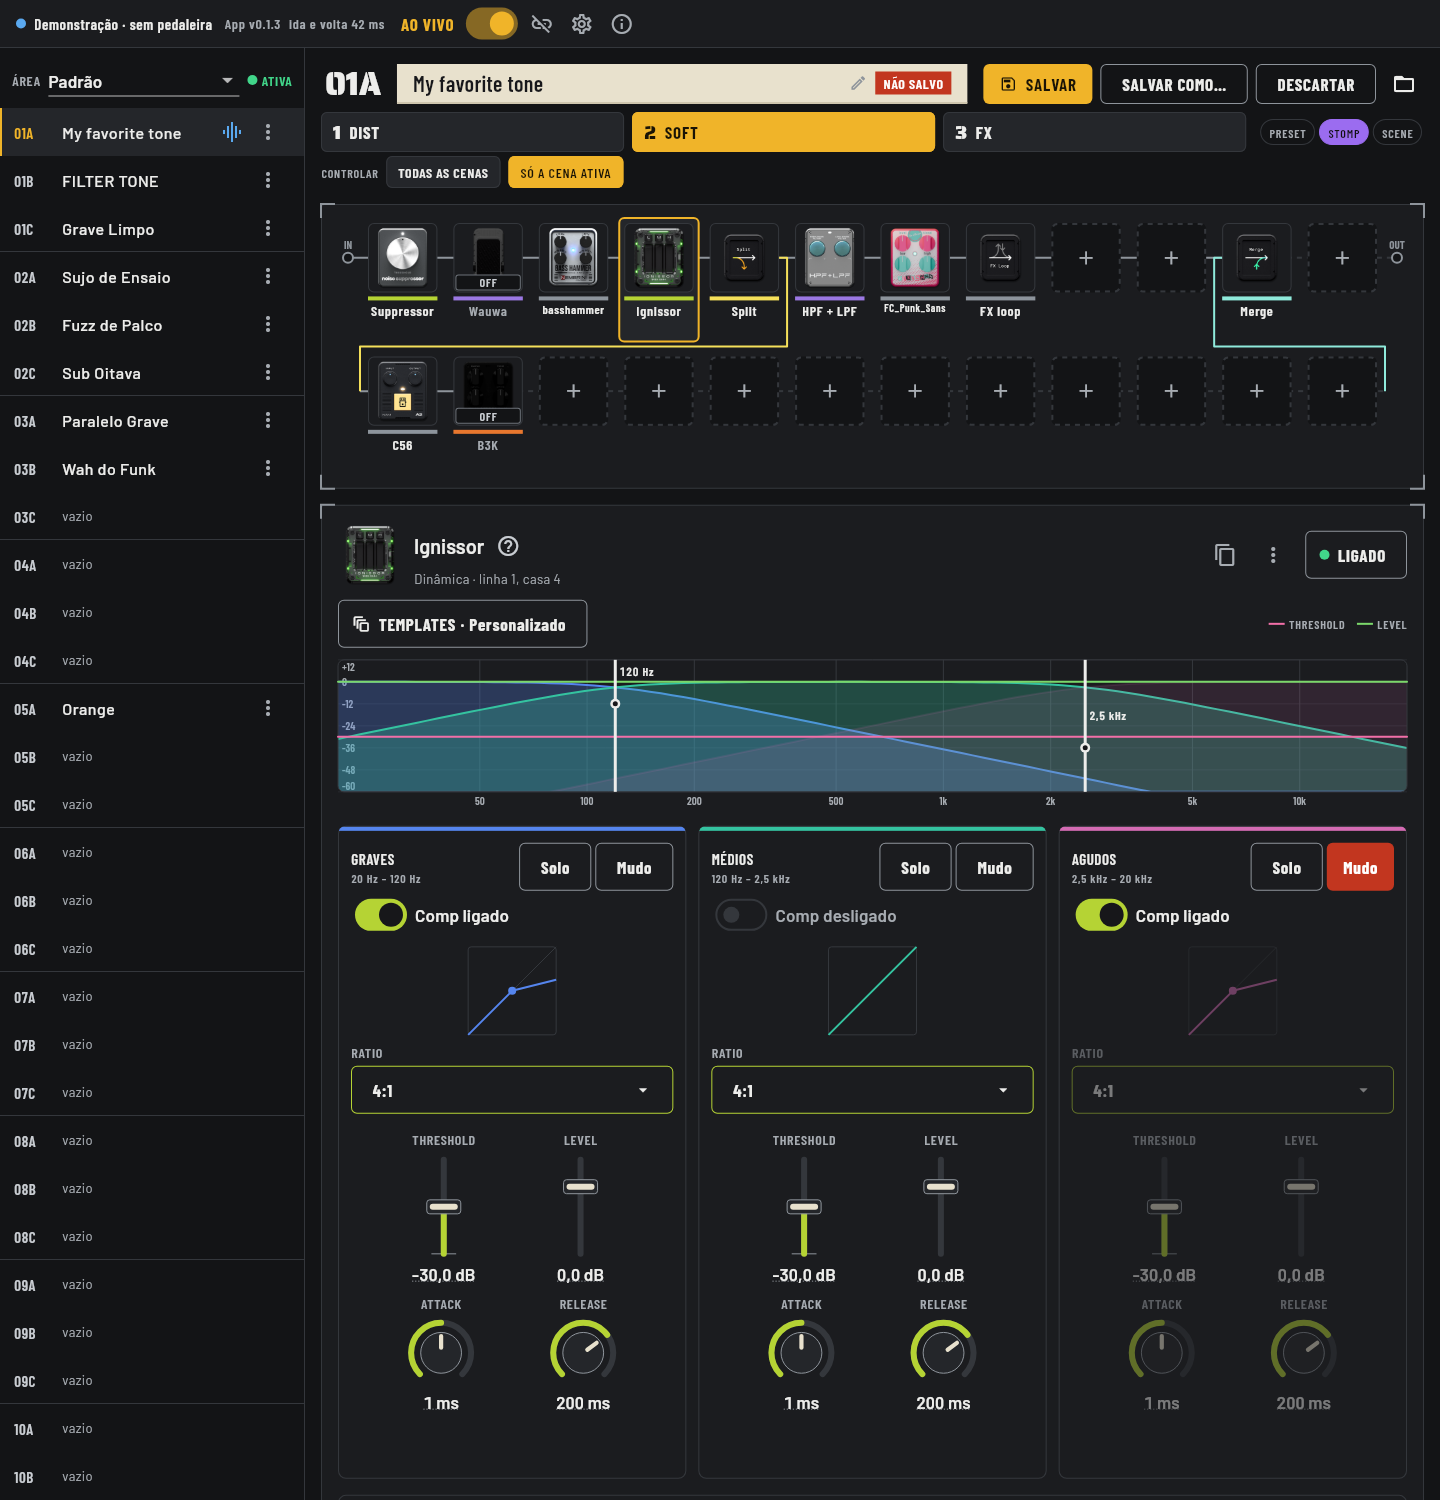 Demonstração · sem pedaleira App v0.1.3 Ida e volta 42 ms AO VIVO
ÁREA Padrão ATIVA
01A My favorite tone
01B FILTER TONE
01C Grave Limpo
02A Sujo de Ensaio
02B Fuzz de Palco
02C Sub Oitava
03A Paralelo Grave
03B Wah do Funk
03C vazio
04A vazio
04B vazio
04C vazio
05A Orange
05B vazio
05C vazio
06A vazio
06B vazio
06C vazio
07A vazio
07B vazio
07C vazio
08A vazio
08B vazio
08C vazio
09A vazio
09B vazio
09C vazio
10A vazio
10B vazio
01A My favorite tone NÃO SALVO SALVAR SALVAR COMO... DESCARTAR
1 DIST 2 SOFT 3 FX PRESET STOMP SCENE
CONTROLAR TODAS AS CENAS SÓ A CENA ATIVA
IN OUT
OFF Split HPF+LPF FX Loop Merge
Suppressor Wauwa basshammer Ignissor Split HPF + LPF FC_Punk_Sans FX loop Merge
OFF
C56 B3K
Ignissor
Dinâmica · linha 1, casa 4
LIGADO
TEMPLATES · Personalizado
THRESHOLD LEVEL
+12
0
-12
-24
-36
-48
-60
120 Hz
2,5 kHz
50 100 200 500 1k 2k 5k 10k
GRAVES
20 Hz – 120 Hz
Solo Mudo
Comp ligado
RATIO
4:1
THRESHOLD LEVEL
-30,0 dB 0,0 dB
ATTACK RELEASE
1 ms 200 ms
MÉDIOS
120 Hz – 2,5 kHz
Solo Mudo
Comp desligado
RATIO
4:1
THRESHOLD LEVEL
-30,0 dB 0,0 dB
ATTACK RELEASE
1 ms 200 ms
AGUDOS
2,5 kHz – 20 kHz
Solo Mudo
Comp ligado
RATIO
4:1
THRESHOLD LEVEL
-30,0 dB 0,0 dB
ATTACK RELEASE
1 ms 200 ms